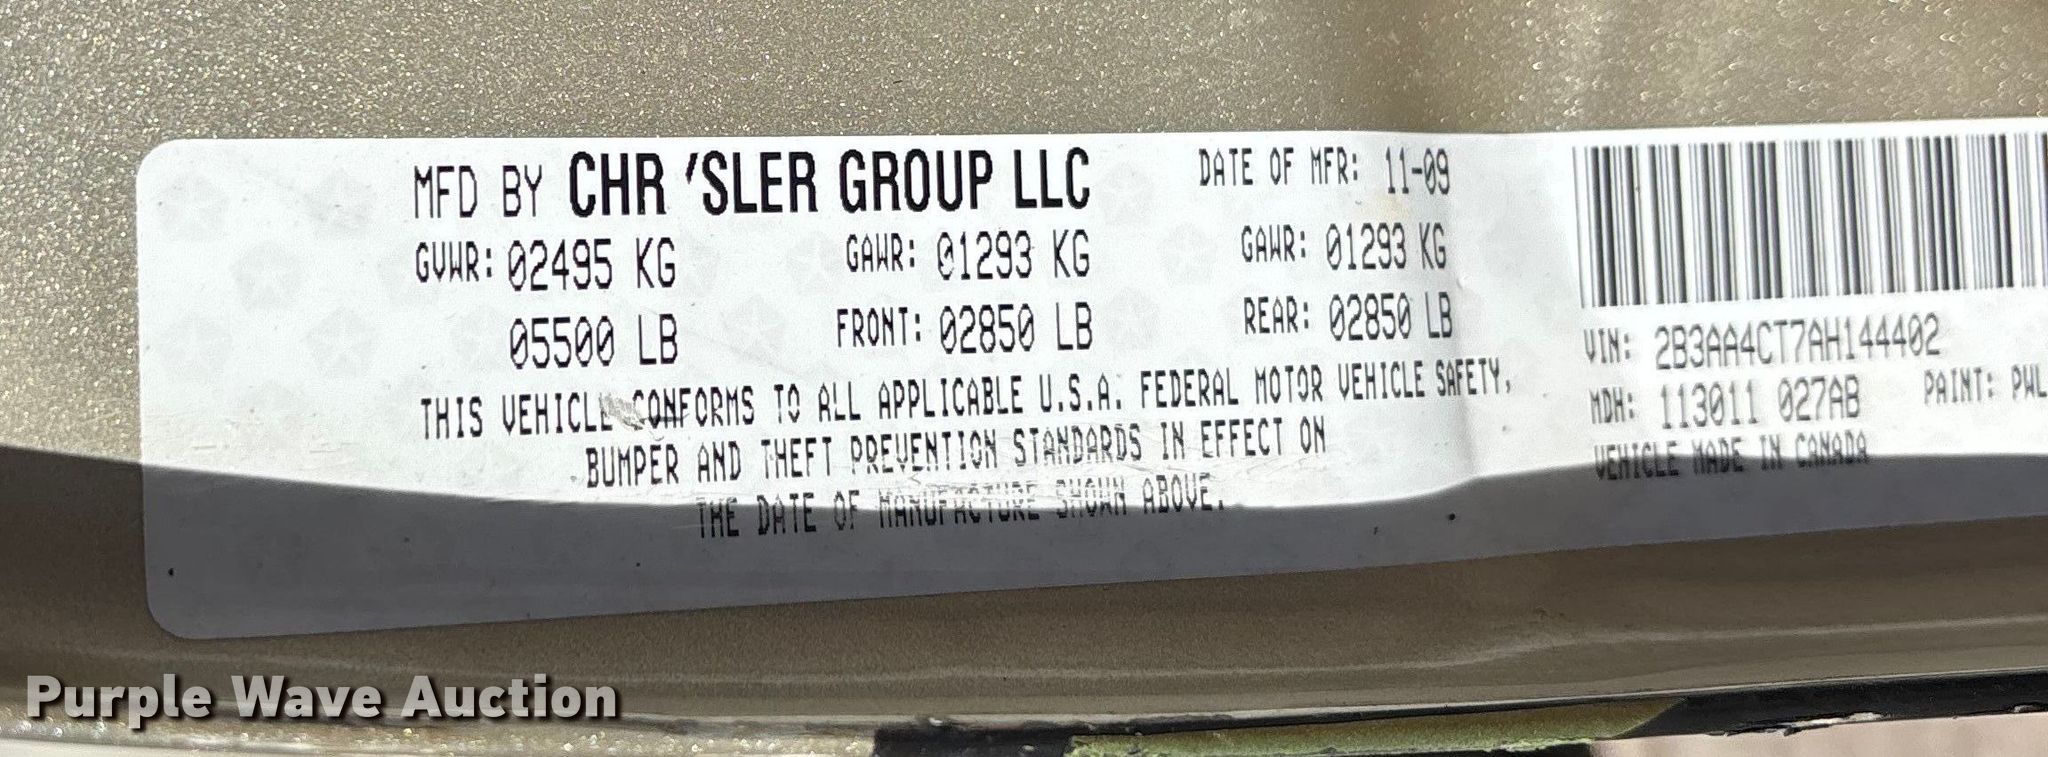 MFD BY CHR 'SLER GROUP LLC DATE OF MFR: 11-09
GVWR: 02495 KG GAWR: 01293 KG GAWR: 01293 KG
05500 LB FRONT: 02850 LB REAR: 02850 LB
THIS VEHICLE CONFORMS TO ALL APPLICABLE U.S.A. FEDERAL MOTOR VEHICLE SAFETY,
BUMPER AND THEFT PREVENTION STANDARDS IN EFFECT ON
THE DATE OF MANUFACTURE SHOWN ABOVE.
VIN: 2B3AA4CT7AH144402
MDH: 113011 027AB PAINT: PWL
VEHICLE MADE IN CANADA
Purple Wave Auction